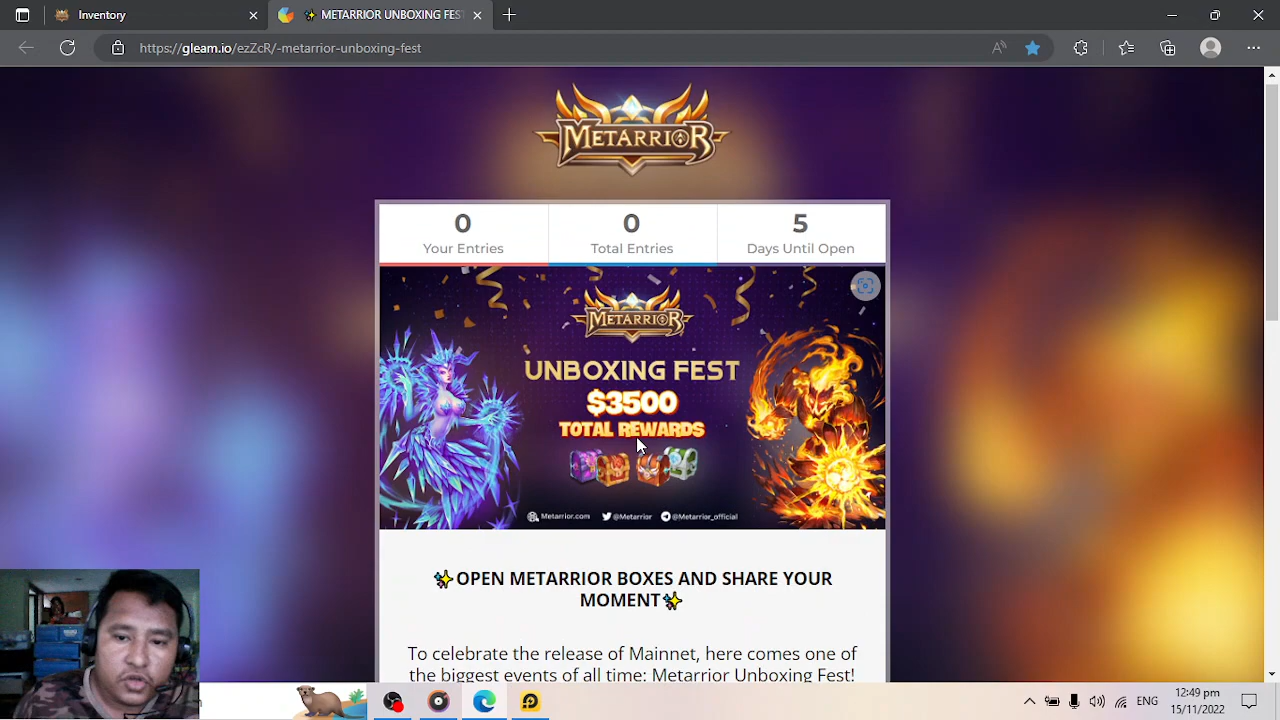 Inventory
✨ METARRIOR UNBOXING FEST
https://gleam.io/ezZcR/-metarrior-unboxing-fest
METARRIOR
0
Your Entries
0
Total Entries
5
Days Until Open
METARRIOR
UNBOXING FEST
$3500
TOTAL REWARDS
Metarrior.com @Metarrior @Metarrior_official
✨OPEN METARRIOR BOXES AND SHARE YOUR
MOMENT✨
To celebrate the release of Mainnet, here comes one of
the biggest events of all time: Metarrior Unboxing Fest!
ENG
12:49 pm
15/11/2022